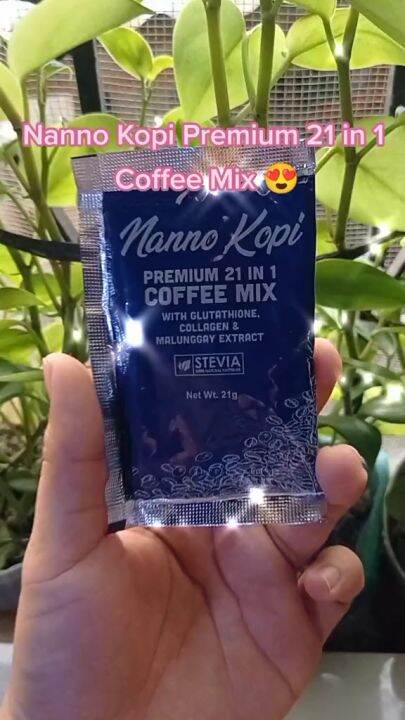 Nanno Kopi Premium 21 in 1
Coffee Mix 😍
Nanno Kopi
PREMIUM 21 IN 1
COFFEE MIX
WITH GLUTATHIONE,
COLLAGEN &
MALUNGGAY EXTRACT
STEVIA
Net Wt. 21g